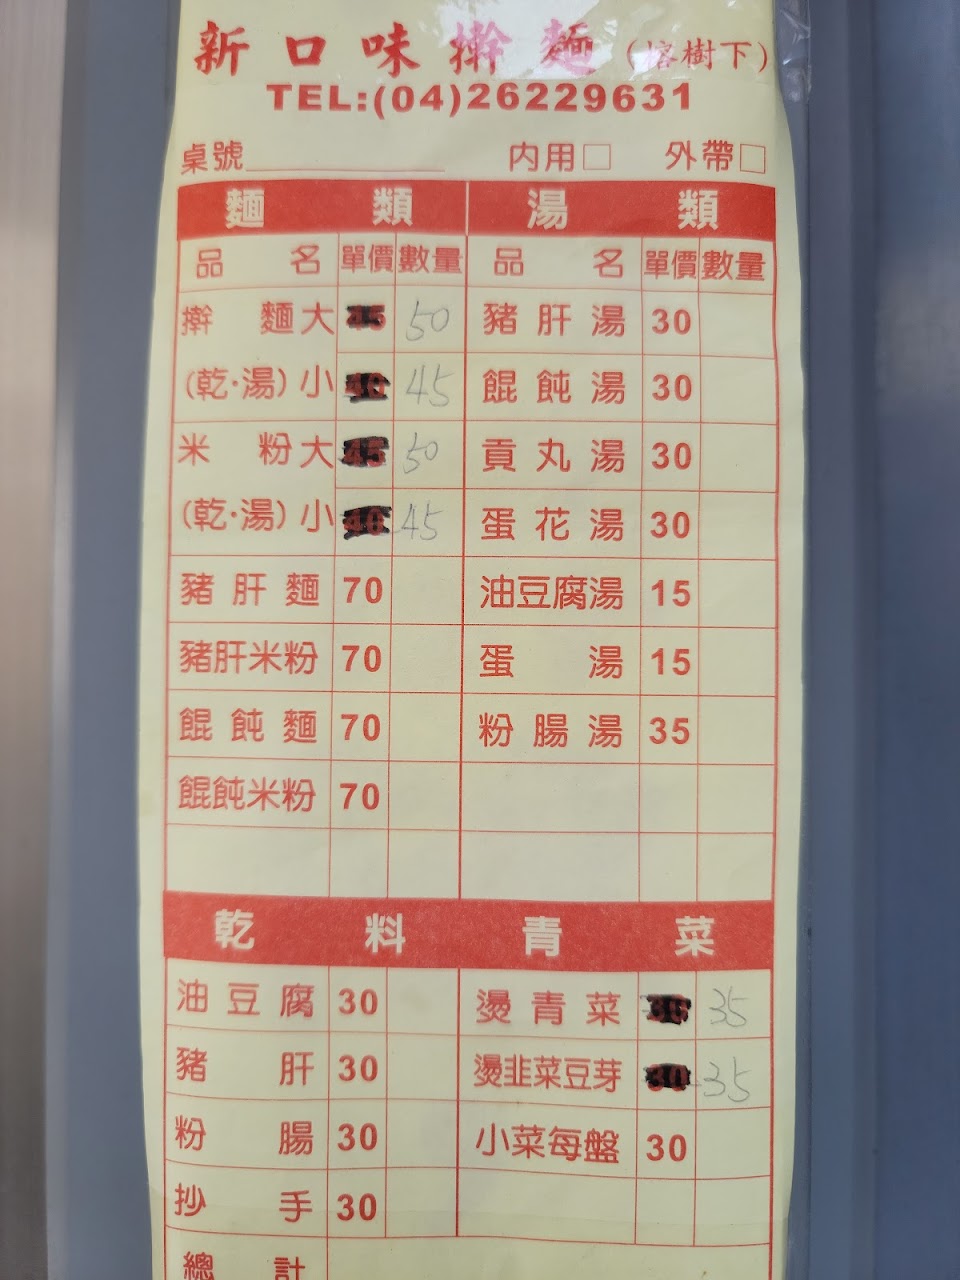 新口味擀麵(榕樹下)
TEL:(04)26229631
桌號 內用□ 外帶□
麵類 湯類
品名 單價 數量 品名 單價 數量
擀麵大 50 豬肝湯 30
(乾·湯)小 45 餛飩湯 30
米粉大 50 貢丸湯 30
(乾·湯)小 45 蛋花湯 30
豬肝麵 70 油豆腐湯 15
豬肝米粉 70 蛋湯 15
餛飩麵 70 粉腸湯 35
餛飩米粉 70
乾料 青菜
油豆腐 30 燙青菜 35
豬肝 30 燙韭菜豆芽 35
粉腸 30 小菜每盤 30
抄手 30
總計